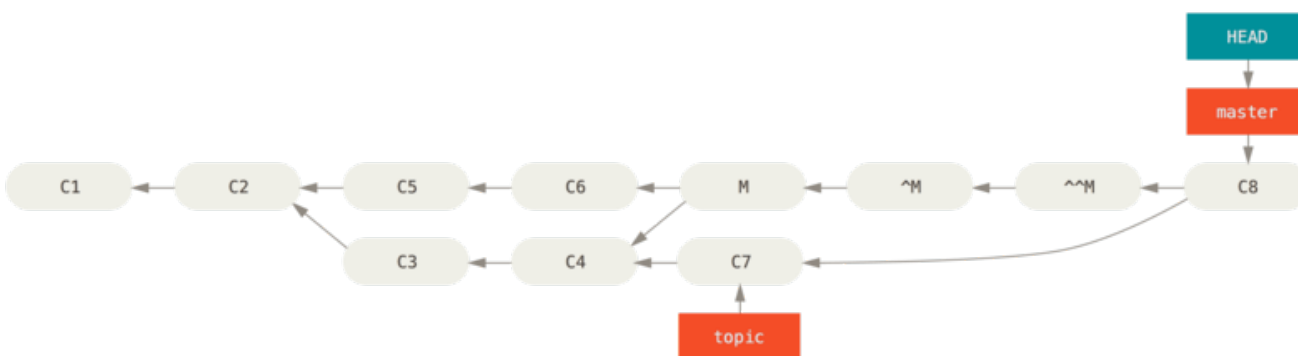 HEAD
master
C1 C2 C5 C6 M ^M ^^M C8
C3 C4 C7
topic